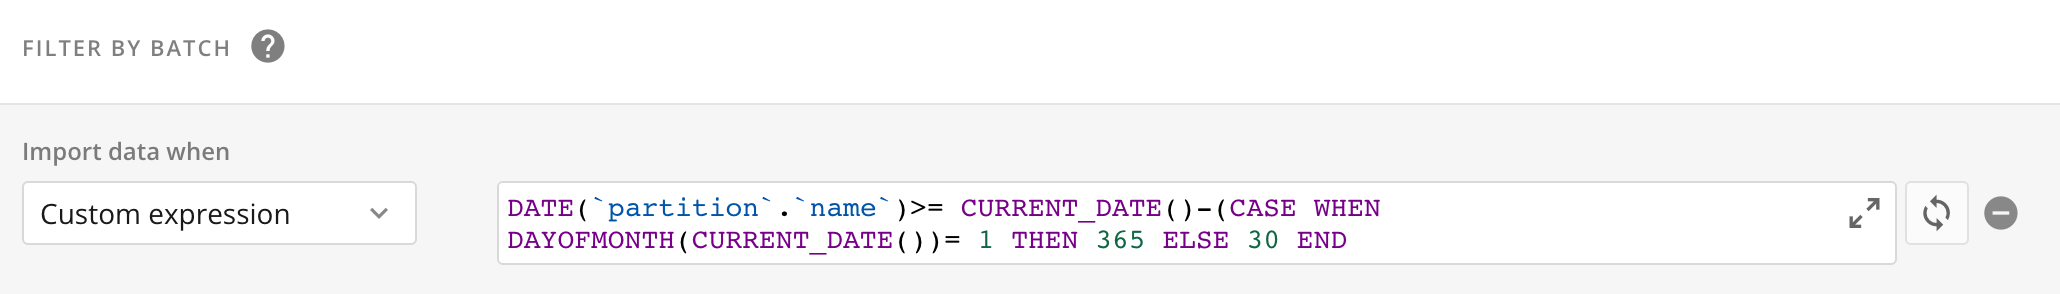 FILTER BY BATCH ?
Import data when
Custom expression
DATE(`partition`.`name`)>= CURRENT_DATE()-(CASE WHEN
DAYOFMONTH(CURRENT_DATE())= 1 THEN 365 ELSE 30 END